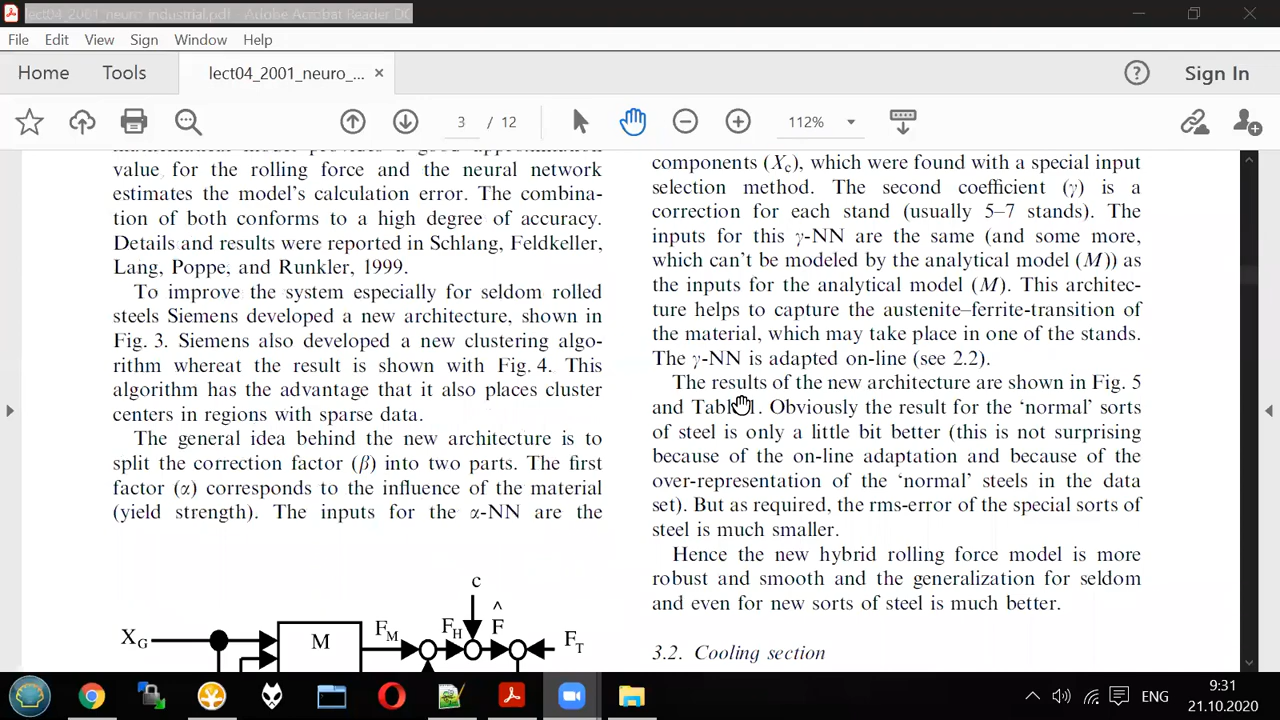 lect04_2001_neuro_industrial.pdf - Adobe Acrobat Reader DC
File Edit View Sign Window Help
Home Tools lect04_2001_neuro_... × Sign In
3 / 12 112%
mathematical model provides a good approximation
value for the rolling force and the neural network
estimates the model's calculation error. The combina-
tion of both conforms to a high degree of accuracy.
Details and results were reported in Schlang, Feldkeller,
Lang, Poppe, and Runkler, 1999.
To improve the system especially for seldom rolled
steels Siemens developed a new architecture, shown in
Fig. 3. Siemens also developed a new clustering algo-
rithm whereat the result is shown with Fig. 4. This
algorithm has the advantage that it also places cluster
centers in regions with sparse data.
The general idea behind the new architecture is to
split the correction factor (β) into two parts. The first
factor (α) corresponds to the influence of the material
(yield strength). The inputs for the α-NN are the
c
^
X_G M F_M F_H F F_T
components (X_c), which were found with a special input
selection method. The second coefficient (γ) is a
correction for each stand (usually 5–7 stands). The
inputs for this γ-NN are the same (and some more,
which can't be modeled by the analytical model (M)) as
the inputs for the analytical model (M). This architec-
ture helps to capture the austenite–ferrite-transition of
the material, which may take place in one of the stands.
The γ-NN is adapted on-line (see 2.2).
The results of the new architecture are shown in Fig. 5
and Table 1. Obviously the result for the 'normal' sorts
of steel is only a little bit better (this is not surprising
because of the on-line adaptation and because of the
over-representation of the 'normal' steels in the data
set). But as required, the rms-error of the special sorts of
steel is much smaller.
Hence the new hybrid rolling force model is more
robust and smooth and the generalization for seldom
and even for new sorts of steel is much better.
3.2. Cooling section
ENG
9:31
21.10.2020